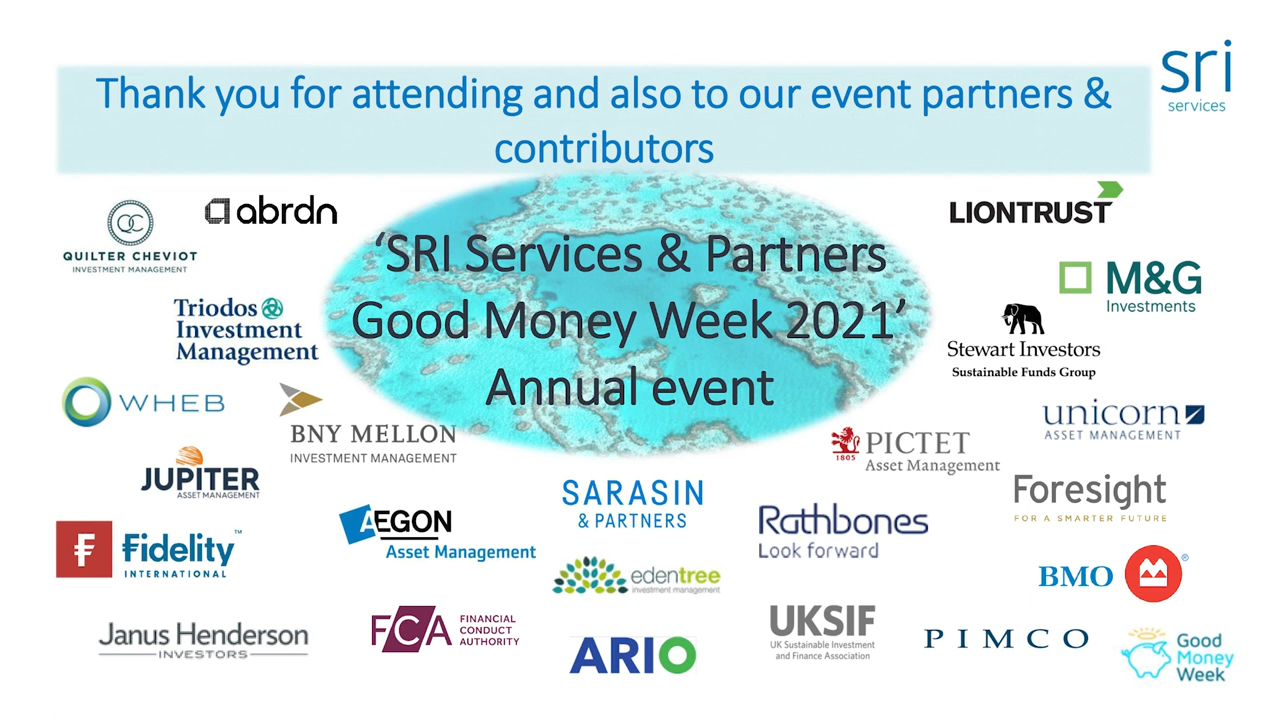 Thank you for attending and also to our event partners &
contributors
sri
services
QC
QUILTER CHEVIOT
INVESTMENT MANAGEMENT
abrdn
LIONTRUST
‘SRI Services & Partners
Good Money Week 2021’
Annual event
M&G
Investments
Triodos
Investment
Management
Stewart Investors
Sustainable Funds Group
WHEB
BNY MELLON
INVESTMENT MANAGEMENT
unicorn
ASSET MANAGEMENT
1805
PICTET
Asset Management
JUPITER
ASSET MANAGEMENT
SARASIN
& PARTNERS
Foresight
FOR A SMARTER FUTURE
AEGON
Asset Management
Rathbones
Look forward
Fidelity™
INTERNATIONAL
edentree
investment management
BMO ®
Janus Henderson
INVESTORS
FCA
FINANCIAL
CONDUCT
AUTHORITY
ARIO
UKSIF
UK Sustainable Investment
and Finance Association
PIMCO
Good
Money
Week